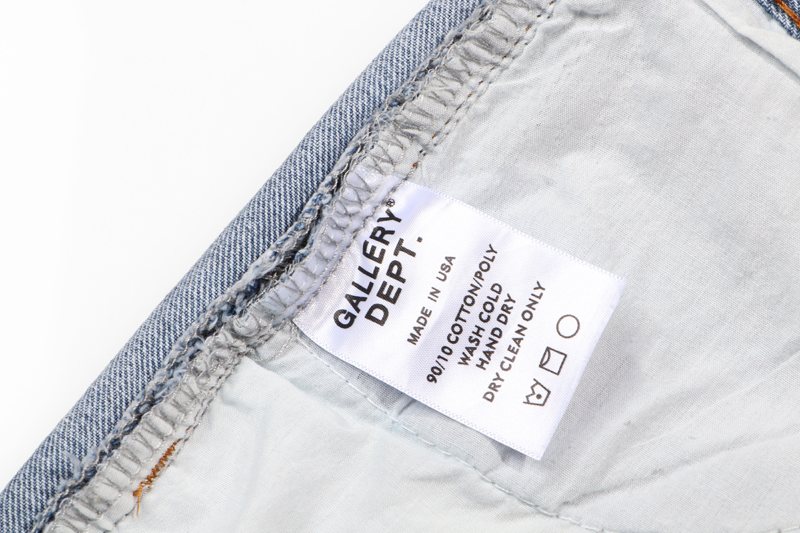 GALLERY®
DEPT.
MADE IN USA
90/10 COTTON/POLY
WASH COLD
HAND DRY
DRY CLEAN ONLY